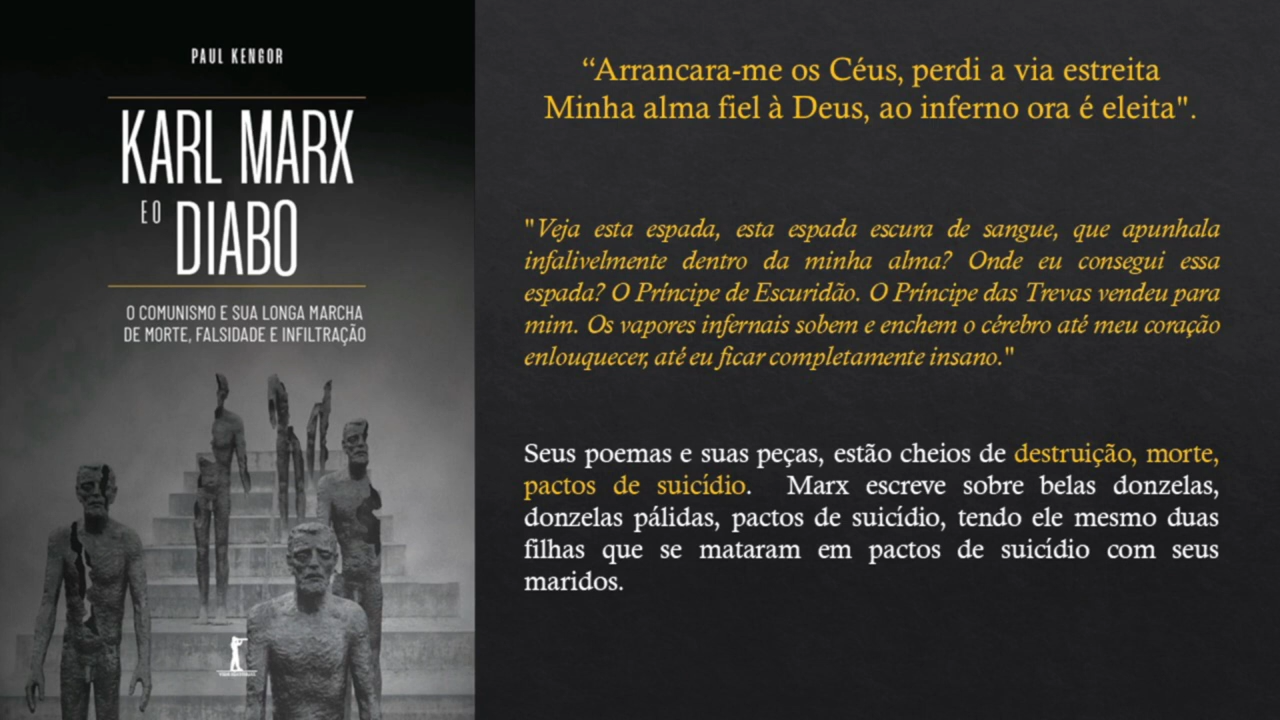 PAUL KENGOR
KARL MARX
E O DIABO
O COMUNISMO E SUA LONGA MARCHA
DE MORTE, FALSIDADE E INFILTRAÇÃO
“Arrancara-me os Céus, perdi a via estreita
Minha alma fiel à Deus, ao inferno ora é eleita".
"Veja esta espada, esta espada escura de sangue, que apunhala
infalivelmente dentro da minha alma? Onde eu consegui essa
espada? O Príncipe de Escuridão. O Príncipe das Trevas vendeu para
mim. Os vapores infernais sobem e enchem o cérebro até meu coração
enlouquecer, até eu ficar completamente insano."
Seus poemas e suas peças, estão cheios de destruição, morte,
pactos de suicídio. Marx escreve sobre belas donzelas,
donzelas pálidas, pactos de suicídio, tendo ele mesmo duas
filhas que se mataram em pactos de suicídio com seus
maridos.